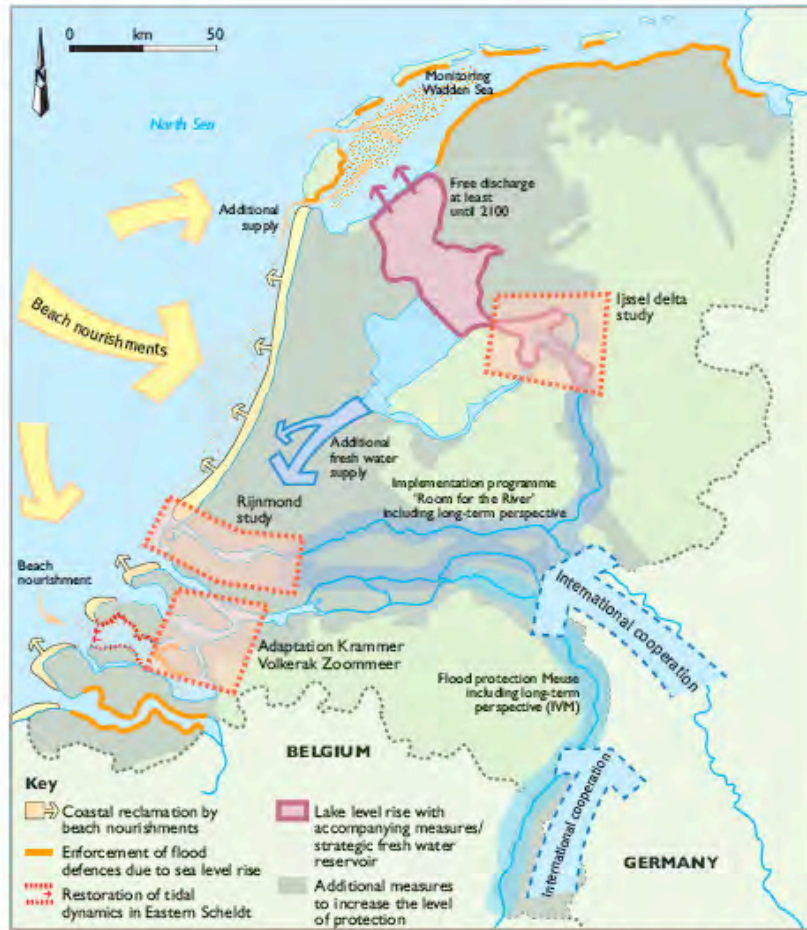 0 km 50
N
Monitoring
Wadden Sea
North Sea
Free discharge
at least
until 2100
Additional
supply
Ijssel delta
study
Beach nourishments
Additional
fresh water
supply
Implementation programme
'Room for the River'
including long-term perspective
Rijnmond
study
Beach
nourishment
International cooperation
Adaptation Krammer
Volkerak Zoommeer
Flood protection Meuse
including long-term
perspective (IVM)
BELGIUM
International cooperation
GERMANY
Key
Coastal reclamation by
beach nourishments
Enforcement of flood
defences due to sea level rise
Restoration of tidal
dynamics in Eastern Scheldt
Lake level rise with
accompanying measures/
strategic fresh water
reservoir
Additional measures
to increase the level
of protection